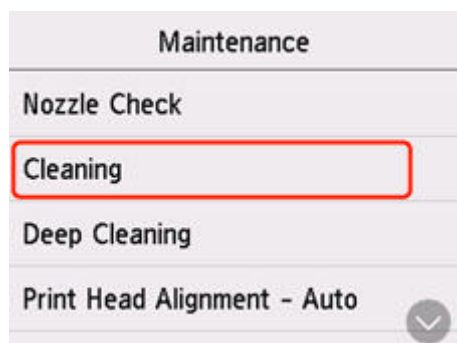 Maintenance
Nozzle Check
Cleaning
Deep Cleaning
Print Head Alignment - Auto